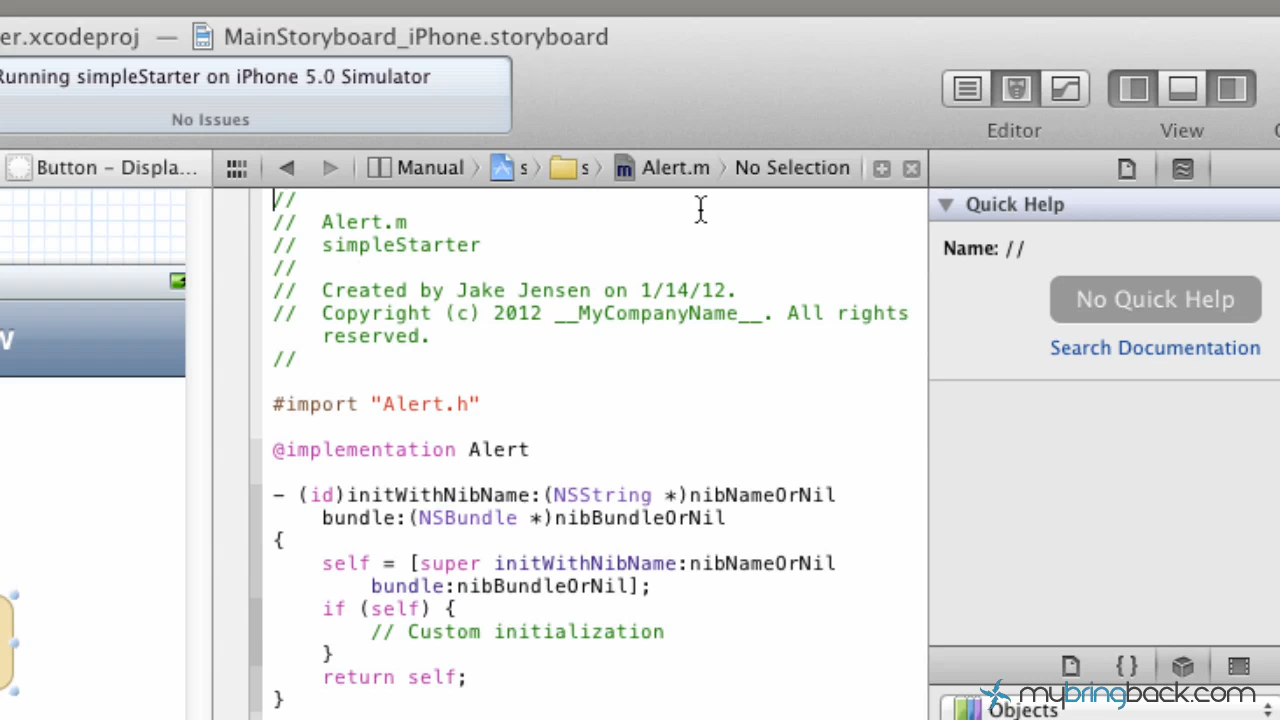 er.xcodeproj — MainStoryboard_iPhone.storyboard
Running simpleStarter on iPhone 5.0 Simulator
No Issues
Editor
View
Button – Displa...
Manual
s
s
Alert.m
No Selection
Quick Help
Name: //
No Quick Help
Search Documentation
//
//  Alert.m
//  simpleStarter
//
//  Created by Jake Jensen on 1/14/12.
//  Copyright (c) 2012 __MyCompanyName__. All rights
reserved.
//
#import "Alert.h"
@implementation Alert
- (id)initWithNibName:(NSString *)nibNameOrNil
bundle:(NSBundle *)nibBundleOrNil
{
self = [super initWithNibName:nibNameOrNil
bundle:nibBundleOrNil];
if (self) {
// Custom initialization
}
return self;
}
{ }
Objects
mybringback.com